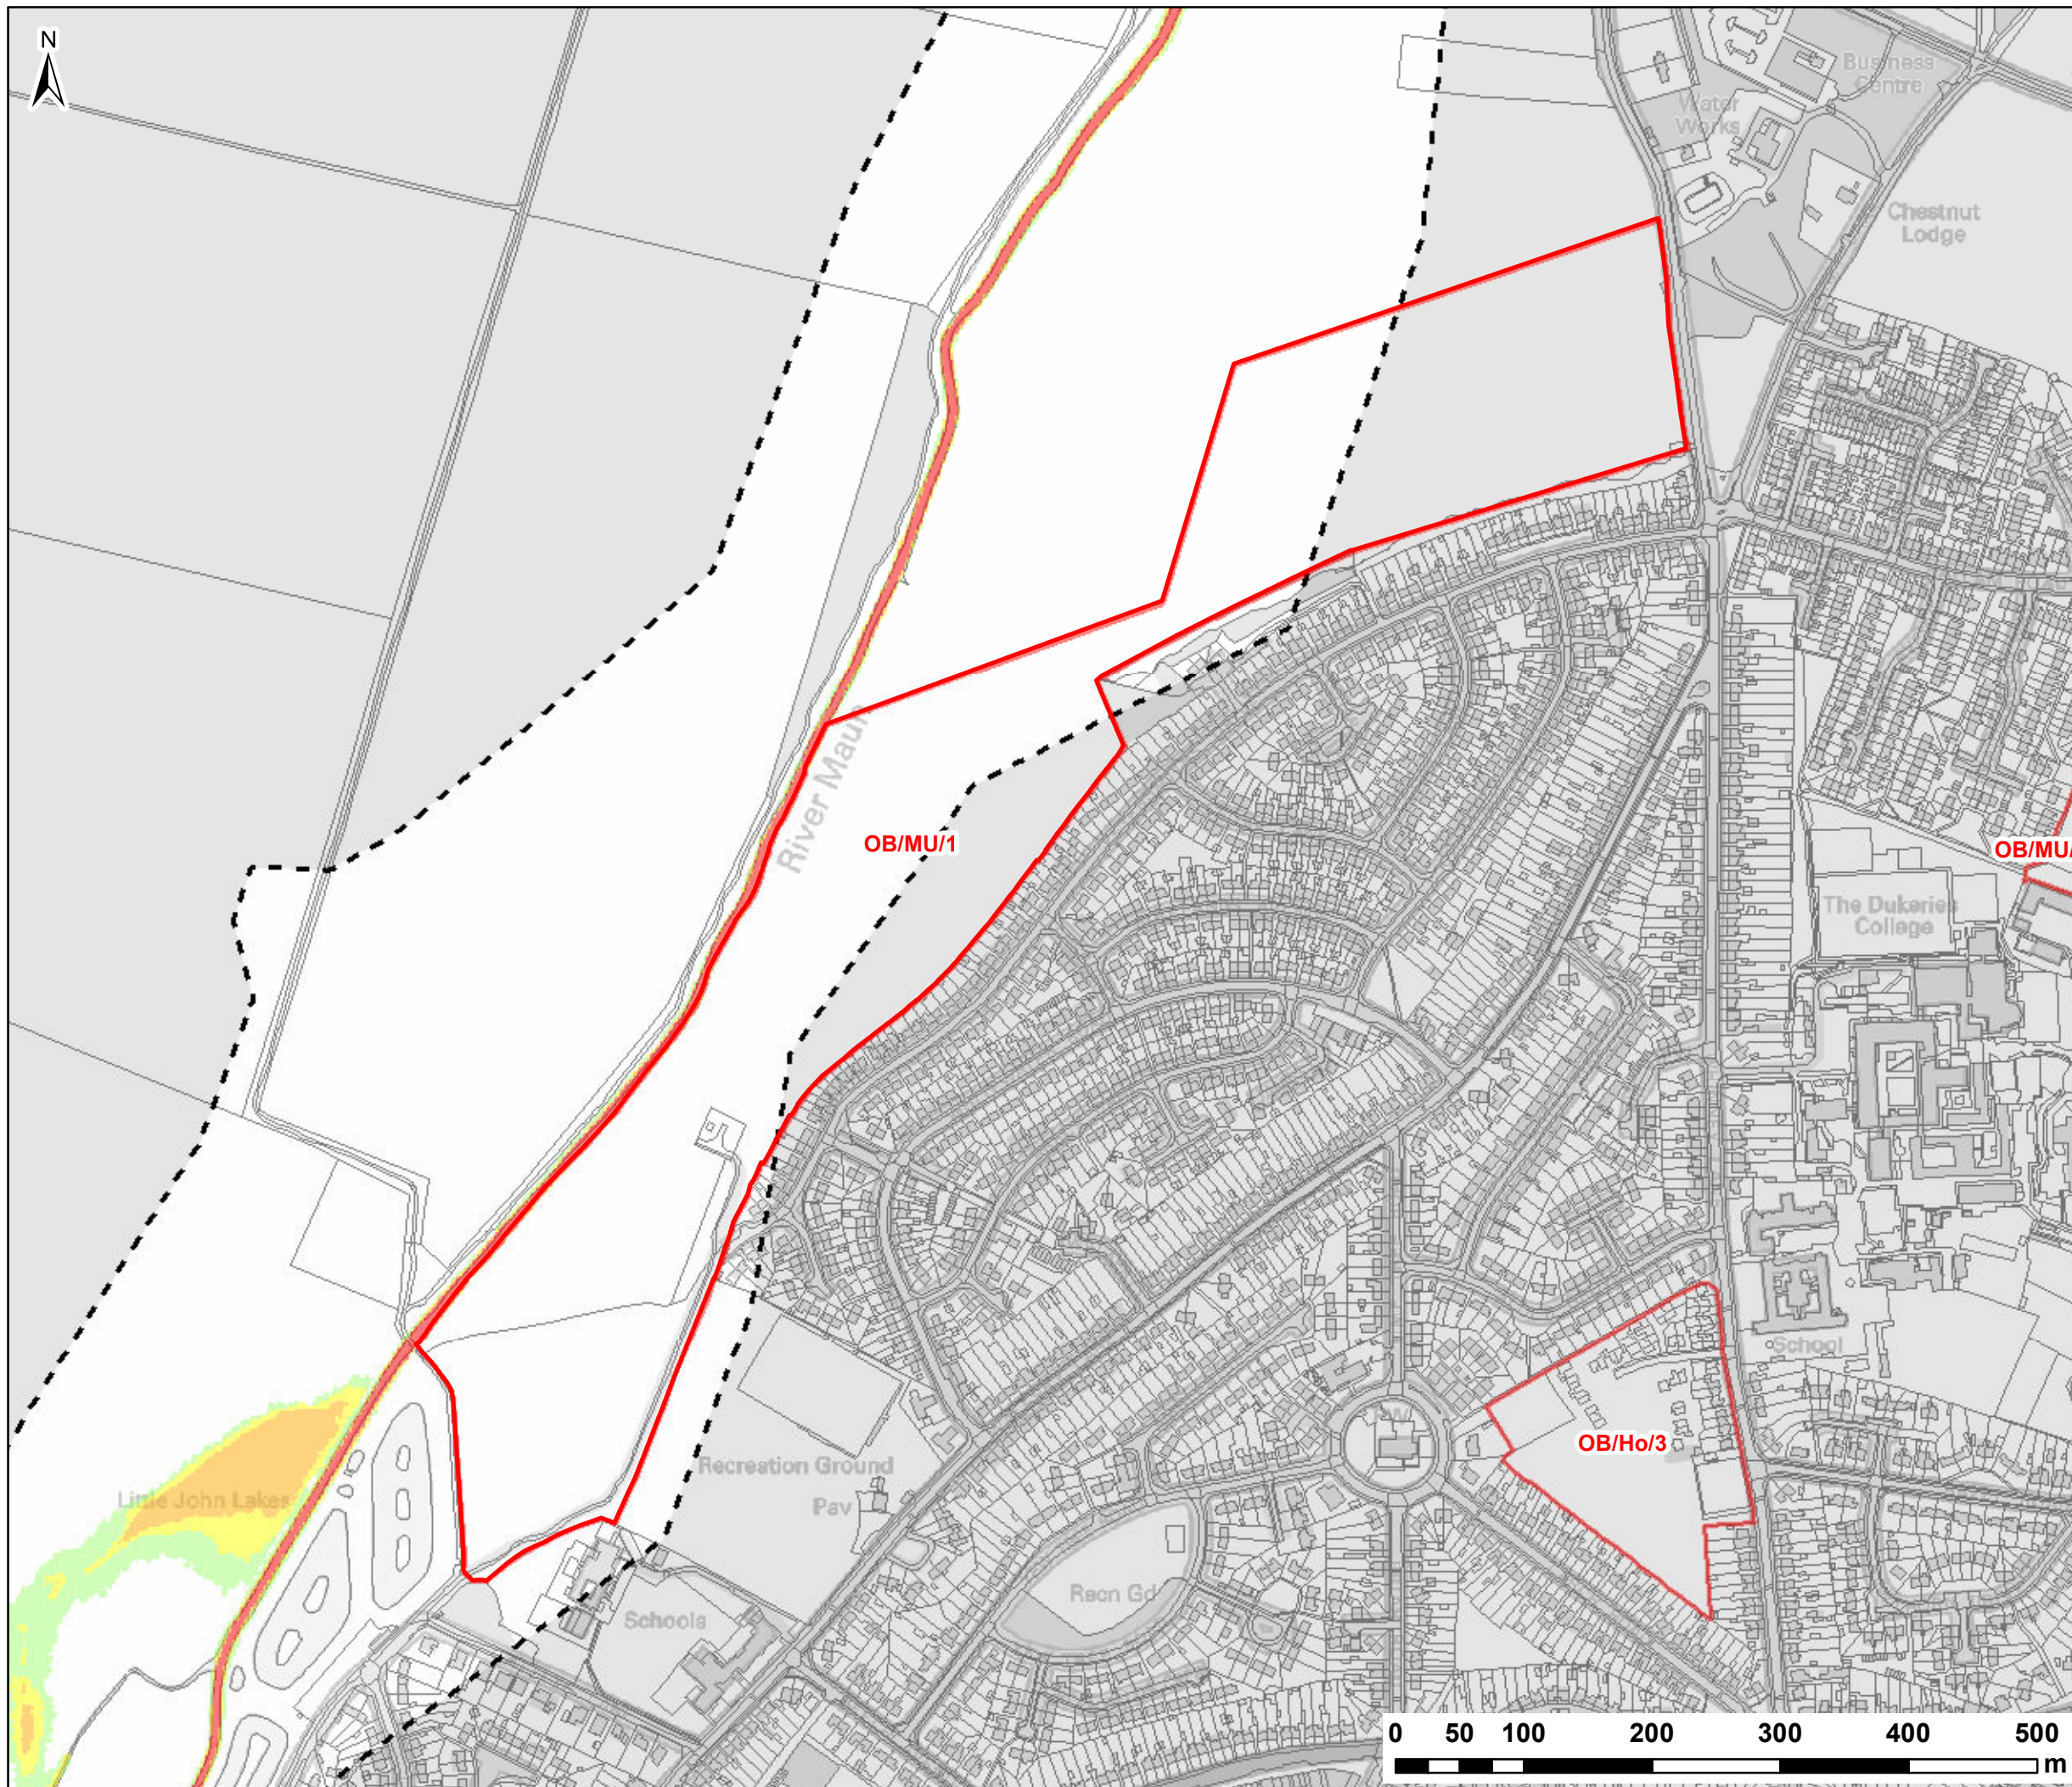 N
Business
Centre
Water
Works
Chestnut
Lodge
River Maun
OB/MU/1
OB/MU/
The Dukeries
College
School
OB/Ho/3
Recreation Ground
Pav
Little John Lakes
Recn Gd
Schools
0 50 100 200 300 400 500
m